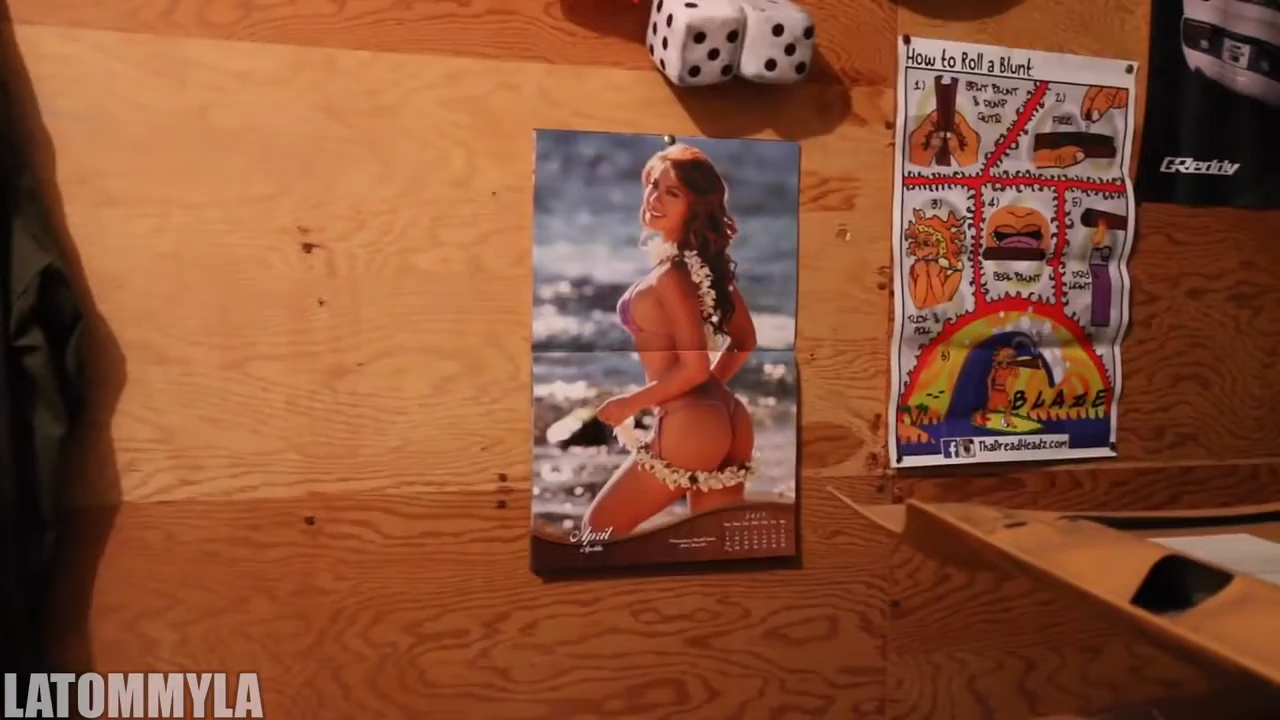 How to Roll a Blunt
1)
SPLIT BLUNT
& DUMP
GUTS
2)
3)
4)
5)
SEAL BLUNT
DRY
LIGHT
TUCK &
ROLL
6)
BLAZE
ThaDreadHeadz.com
GReddy
April
2017
LATOMMYLA